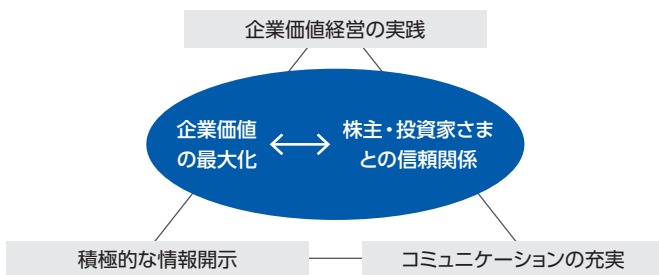 企業価値経営の実践
企業価値
の最大化
株主・投資家さま
との信頼関係
積極的な情報開示
コミュニケーションの充実